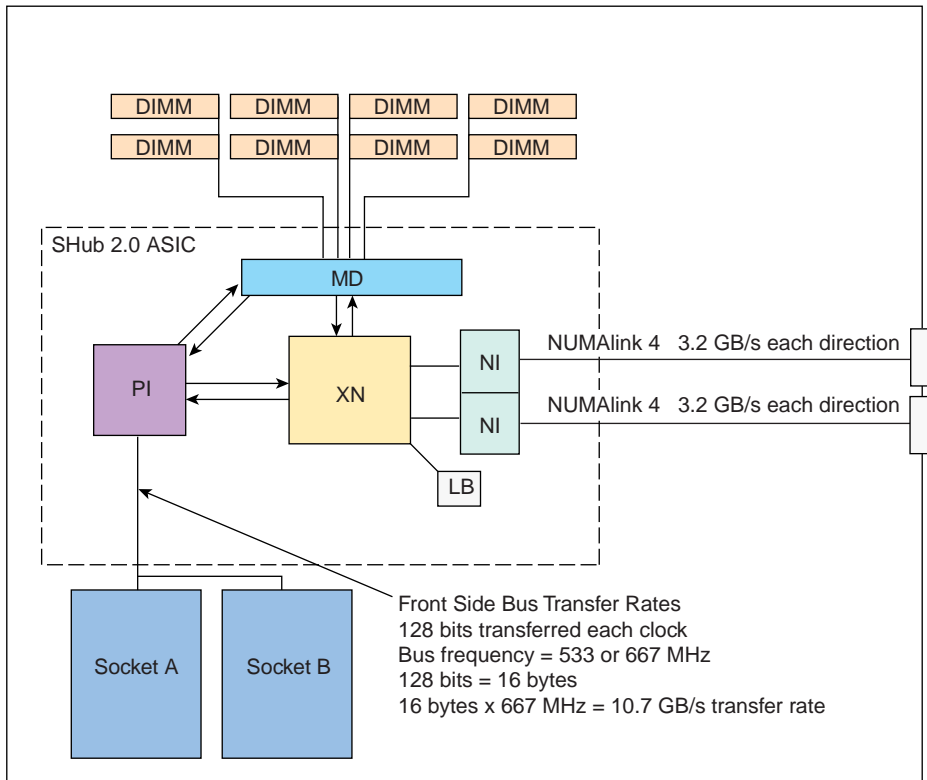 DIMM DIMM DIMM DIMM
DIMM DIMM DIMM DIMM
SHub 2.0 ASIC
MD
NUMAlink 4 3.2 GB/s each direction
NI
PI
XN
NUMAlink 4 3.2 GB/s each direction
NI
LB
Front Side Bus Transfer Rates
128 bits transferred each clock
Bus frequency = 533 or 667 MHz
128 bits = 16 bytes
16 bytes x 667 MHz = 10.7 GB/s transfer rate
Socket A
Socket B